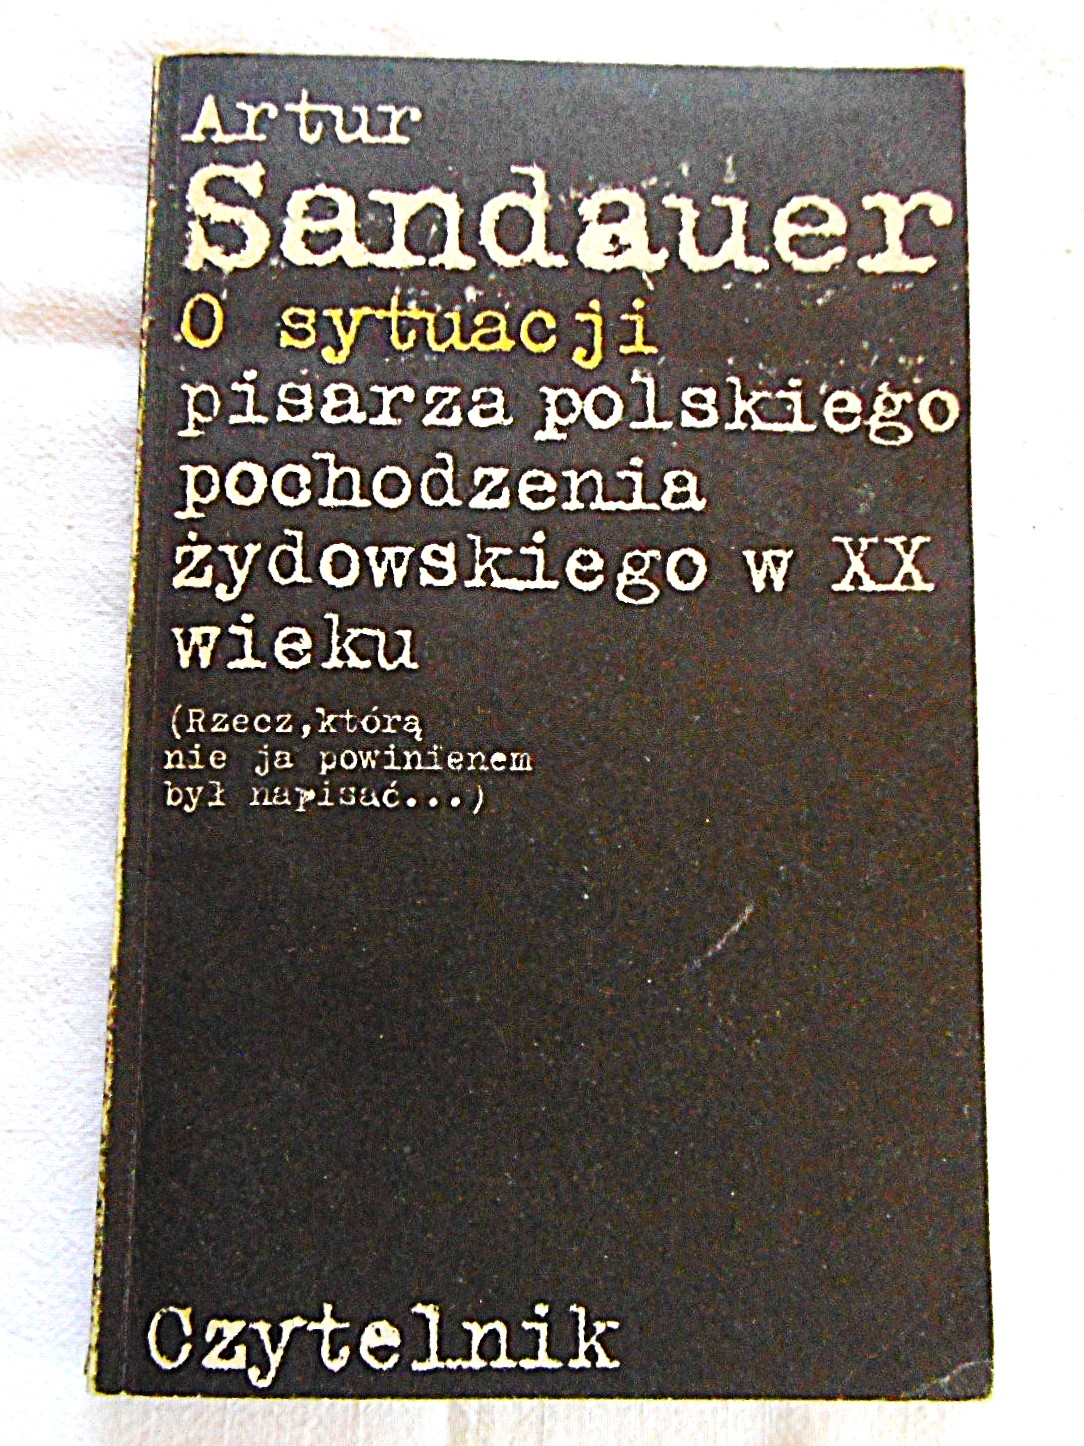 Artur
Sandauer
O sytuacji
pisarza polskiego
pochodzenia
żydowskiego w XX
wieku
(Rzecz,którą
nie ja powinienem
był napisać...)
Czytelnik